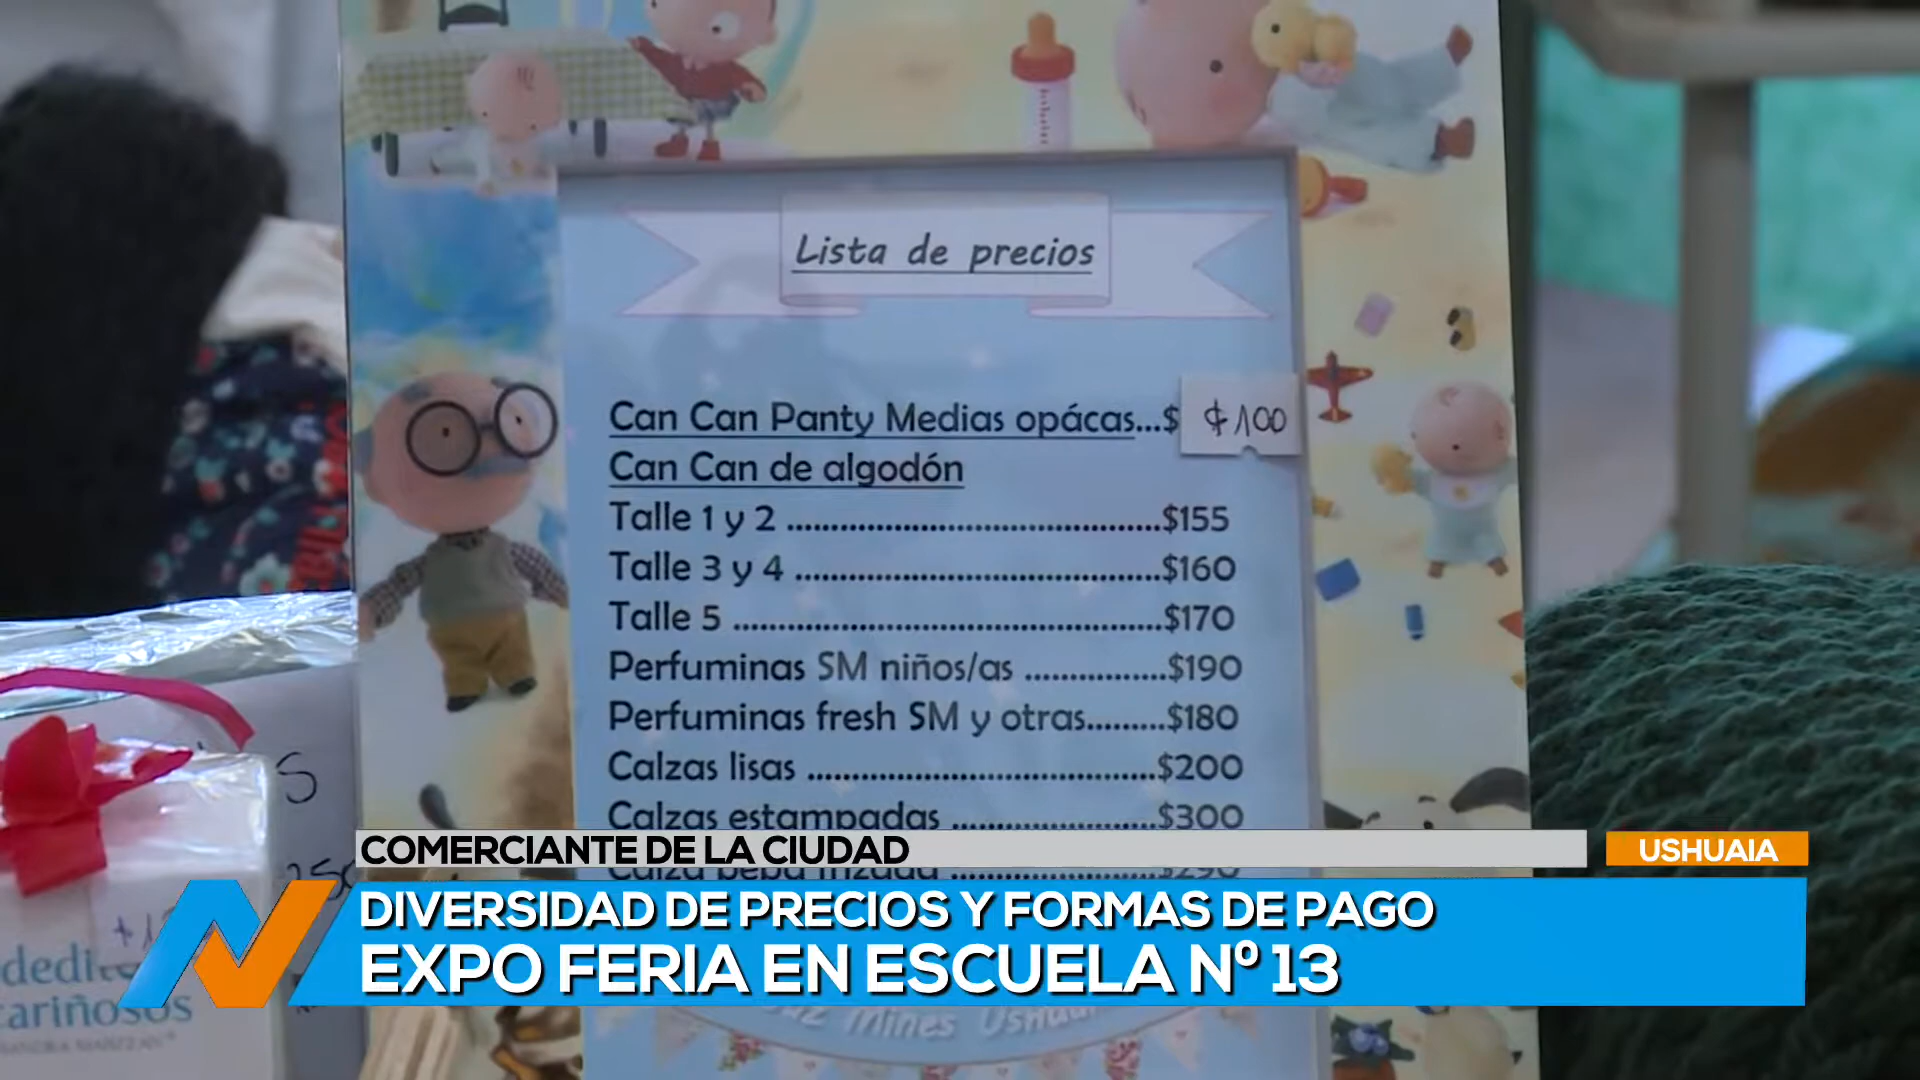 Lista de precios
Can Can Panty Medias opácas...$ $100
Can Can de algodón
Talle 1 y 2 ..........................................$155
Talle 3 y 4 .........................................$160
Talle 5 ................................................$170
Perfuminas SM niños/as ................$190
Perfuminas fresh SM y otras.........$180
Calzas lisas .......................................$200
Calzas estampadas .......................$300
COMERCIANTE DE LA CIUDAD
USHUAIA
DIVERSIDAD DE PRECIOS Y FORMAS DE PAGO
EXPO FERIA EN ESCUELA Nº 13
cariñosos